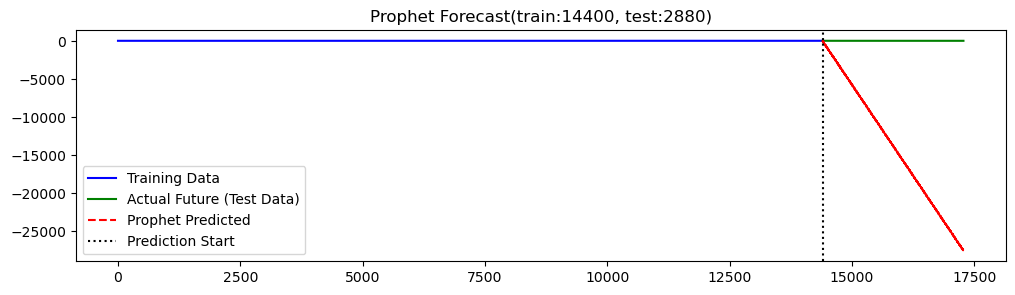 Prophet Forecast(train:14400, test:2880)
0
−5000
−10000
−15000
−20000
−25000
Training Data
Actual Future (Test Data)
Prophet Predicted
Prediction Start
0 2500 5000 7500 10000 12500 15000 17500